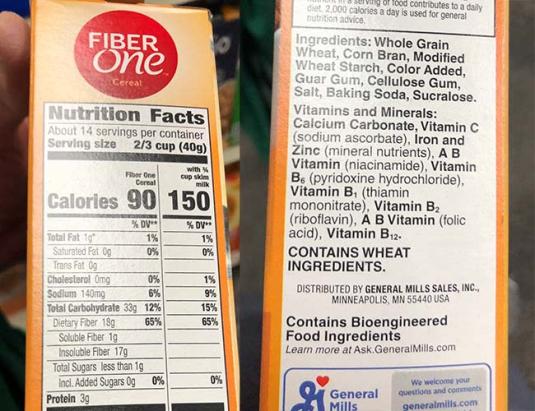 FIBER
One
Cereal
Nutrition Facts
About 14 servings per container
Serving size 2/3 cup (40g)
Fiber One Cereal
with ¾ cup skim milk
Calories 90 150
% DV** % DV**
Total Fat 1g* 1% 1%
Saturated Fat 0g 0% 0%
Trans Fat 0g
Cholesterol 0mg 0% 1%
Sodium 140mg 6% 9%
Total Carbohydrate 33g 12% 15%
Dietary Fiber 18g 65% 65%
Soluble Fiber 1g
Insoluble Fiber 17g
Total Sugars less than 1g
Incl. Added Sugars 0g 0% 0%
Protein 3g
in a serving of food contributes to a daily
diet. 2,000 calories a day is used for general
nutrition advice.
Ingredients: Whole Grain
Wheat, Corn Bran, Modified
Wheat Starch, Color Added,
Guar Gum, Cellulose Gum,
Salt, Baking Soda, Sucralose.
Vitamins and Minerals:
Calcium Carbonate, Vitamin C
(sodium ascorbate), Iron and
Zinc (mineral nutrients), A B
Vitamin (niacinamide), Vitamin
B6 (pyridoxine hydrochloride),
Vitamin B1 (thiamin
mononitrate), Vitamin B2
(riboflavin), A B Vitamin (folic
acid), Vitamin B12.
CONTAINS WHEAT
INGREDIENTS.
DISTRIBUTED BY GENERAL MILLS SALES, INC.,
MINNEAPOLIS, MN 55440 USA
Contains Bioengineered
Food Ingredients
Learn more at Ask.GeneralMills.com
General
Mills
We welcome your
questions and comments
generalmills.com